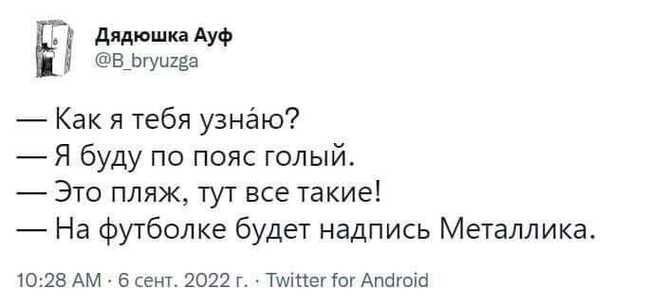 Дядюшка Ауф
@B_bryuzga
— Как я тебя узна́ю?
— Я буду по пояс голый.
— Это пляж, тут все такие!
— На футболке будет надпись Металлика.
10:28 AM · 6 сент. 2022 г. · Twitter for Android